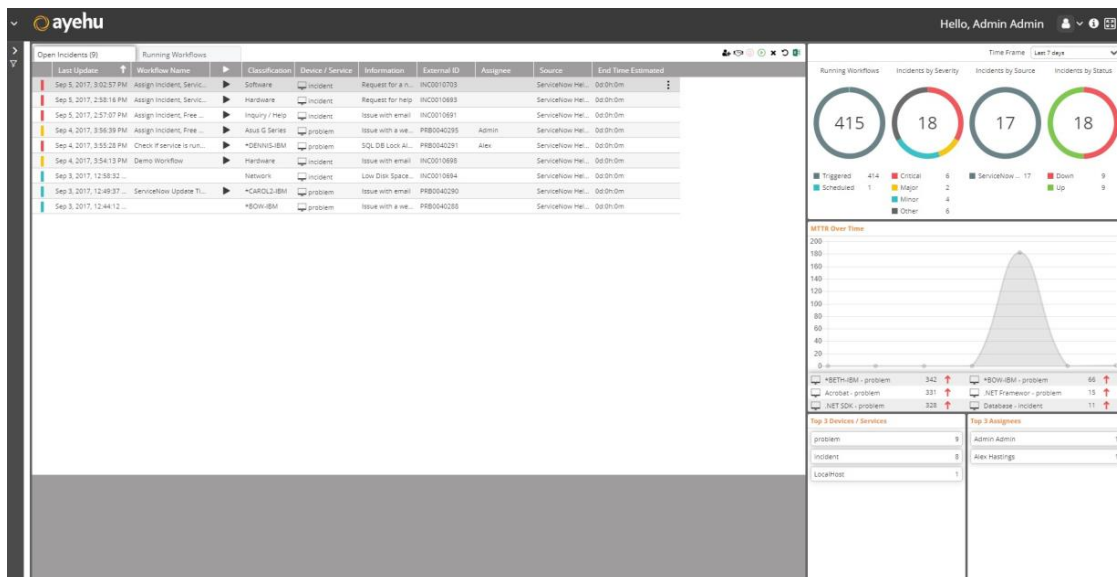 ayehu
Hello, Admin Admin
Open Incidents (9) Running Workflows
Last Update Workflow Name Classification Device / Service Information External ID Assignee Source End Time Estimated
Sep 5, 2017, 3:02:57 PM Assign Incident, Servic... Software incident Request for a n... INC0010703 ServiceNow Hel... 0d:0h:0m
Sep 5, 2017, 2:58:16 PM Assign Incident, Servic... Hardware incident Request for help INC0010693 ServiceNow Hel... 0d:0h:0m
Sep 5, 2017, 2:57:07 PM Assign Incident, Free ... Inquiry / Help incident Issue with email INC0010691 ServiceNow Hel... 0d:0h:0m
Sep 4, 2017, 3:56:39 PM Assign Incident, Free ... Asus G Series problem Issue with a we... PRB0040295 Admin ServiceNow Hel... 0d:0h:0m
Sep 4, 2017, 3:55:28 PM Check if service is run... *DENNIS-IBM problem SQL DB Lock Al... PRB0040291 Alex ServiceNow Hel... 0d:0h:0m
Sep 4, 2017, 3:54:13 PM Demo Workflow Hardware incident Issue with email INC0010698 ServiceNow Hel... 0d:0h:0m
Sep 3, 2017, 12:58:52 ... Network incident Low Disk Space... INC0010694 ServiceNow Hel... 0d:0h:0m
Sep 3, 2017, 12:49:37 ... ServiceNow Update Ti... *CAROL2-IBM problem Issue with email PRB0040290 ServiceNow Hel... 0d:0h:0m
Sep 3, 2017, 12:44:12 ... *BOW-IBM problem Issue with a we... PRB0040288 ServiceNow Hel... 0d:0h:0m
Time Frame Last 7 days
Running Workflows Incidents by Severity Incidents by Source Incidents by Status
415 18 17 18
Triggered 414 Critical 6 ServiceNow ... 17 Down 9
Scheduled 1 Major 2 Up 9
Minor 4
Other 6
MTTR Over Time
200
180
160
140
120
100
80
60
40
20
0
*BETH-IBM - problem 342 *BOW-IBM - problem 66
Acrobat - problem 331 .NET Framewor - problem 15
.NET SDK - problem 328 Database - incident 11
Top 3 Devices / Services Top 3 Assignees
problem 9 Admin Admin 1
incident 8 Alex Hastings 1
LocalHost 1